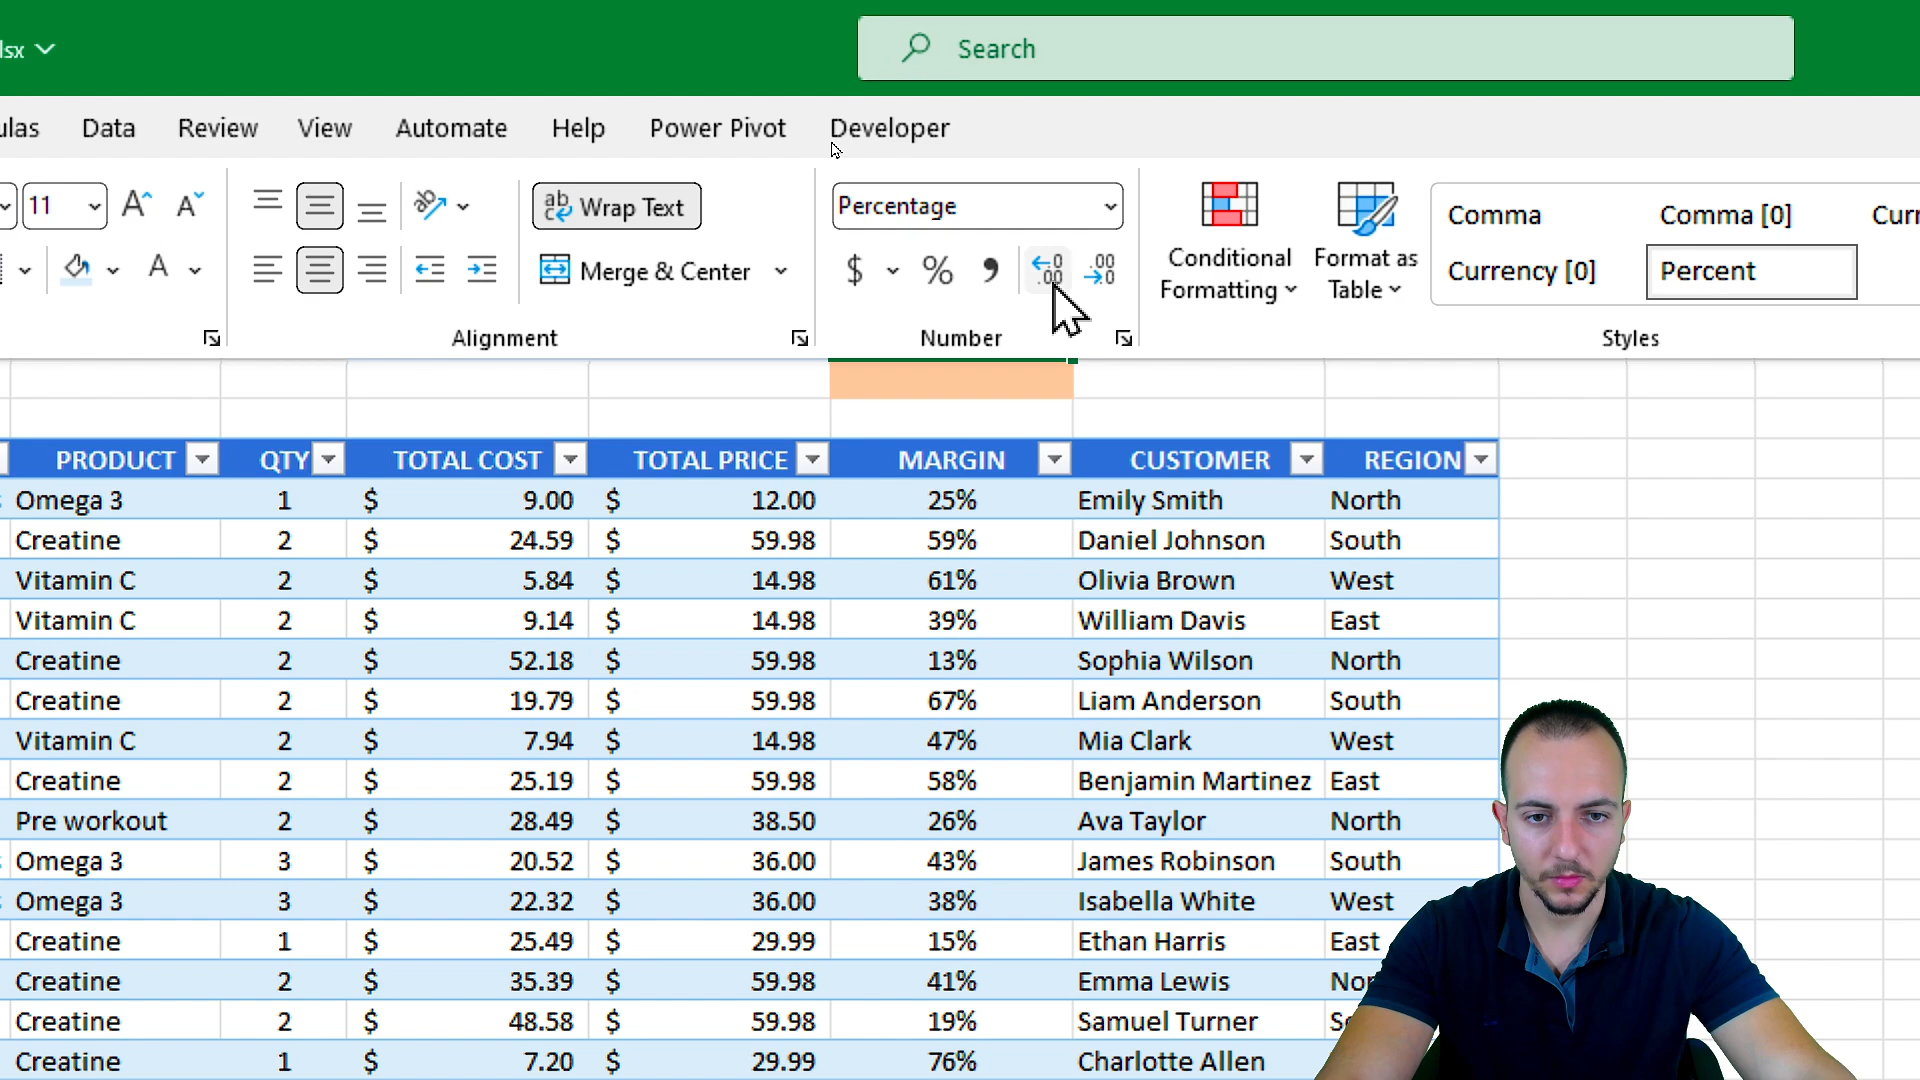 lsx
Search
ulas Data Review View Automate Help Power Pivot Developer
11 Wrap Text Percentage
Merge & Center
Conditional Formatting
Format as Table
Comma Comma [0] Curr
Currency [0] Percent
Alignment Number Styles
PRODUCT QTY TOTAL COST TOTAL PRICE MARGIN CUSTOMER REGION
Omega 3 1 $ 9.00 $ 12.00 25% Emily Smith North
Creatine 2 $ 24.59 $ 59.98 59% Daniel Johnson South
Vitamin C 2 $ 5.84 $ 14.98 61% Olivia Brown West
Vitamin C 2 $ 9.14 $ 14.98 39% William Davis East
Creatine 2 $ 52.18 $ 59.98 13% Sophia Wilson North
Creatine 2 $ 19.79 $ 59.98 67% Liam Anderson South
Vitamin C 2 $ 7.94 $ 14.98 47% Mia Clark West
Creatine 2 $ 25.19 $ 59.98 58% Benjamin Martinez East
Pre workout 2 $ 28.49 $ 38.50 26% Ava Taylor North
Omega 3 3 $ 20.52 $ 36.00 43% James Robinson South
Omega 3 3 $ 22.32 $ 36.00 38% Isabella White West
Creatine 1 $ 25.49 $ 29.99 15% Ethan Harris East
Creatine 2 $ 35.39 $ 59.98 41% Emma Lewis Nor
Creatine 2 $ 48.58 $ 59.98 19% Samuel Turner S
Creatine 1 $ 7.20 $ 29.99 76% Charlotte Allen